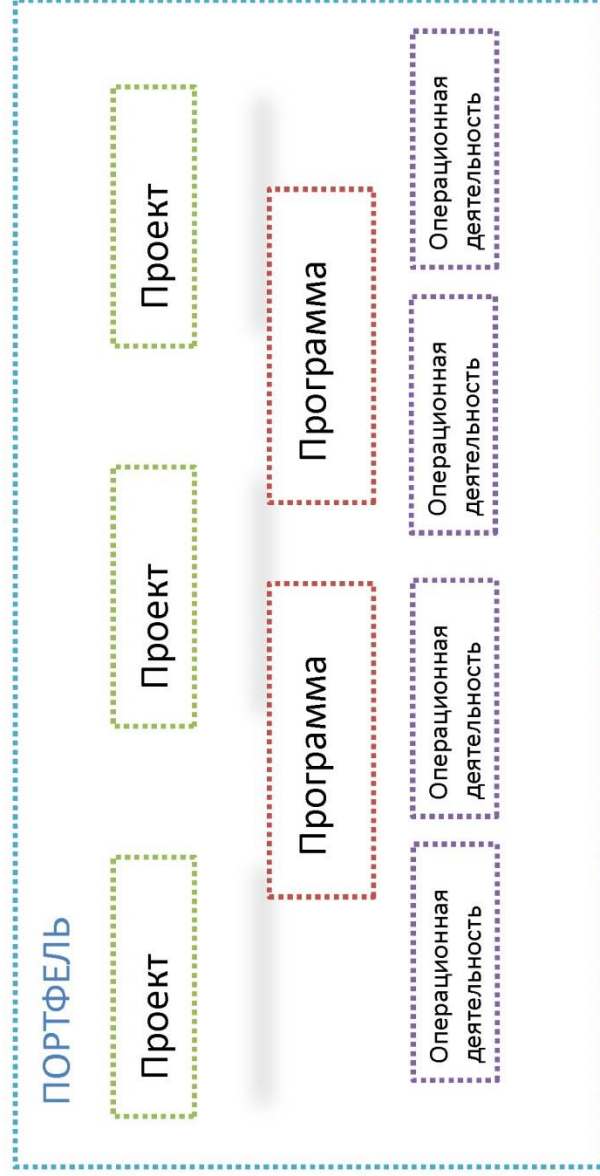 ПОРТФЕЛЬ
Проект
Проект
Проект
Программа
Программа
Операционная
деятельность
Операционная
деятельность
Операционная
деятельность
Операционная
деятельность